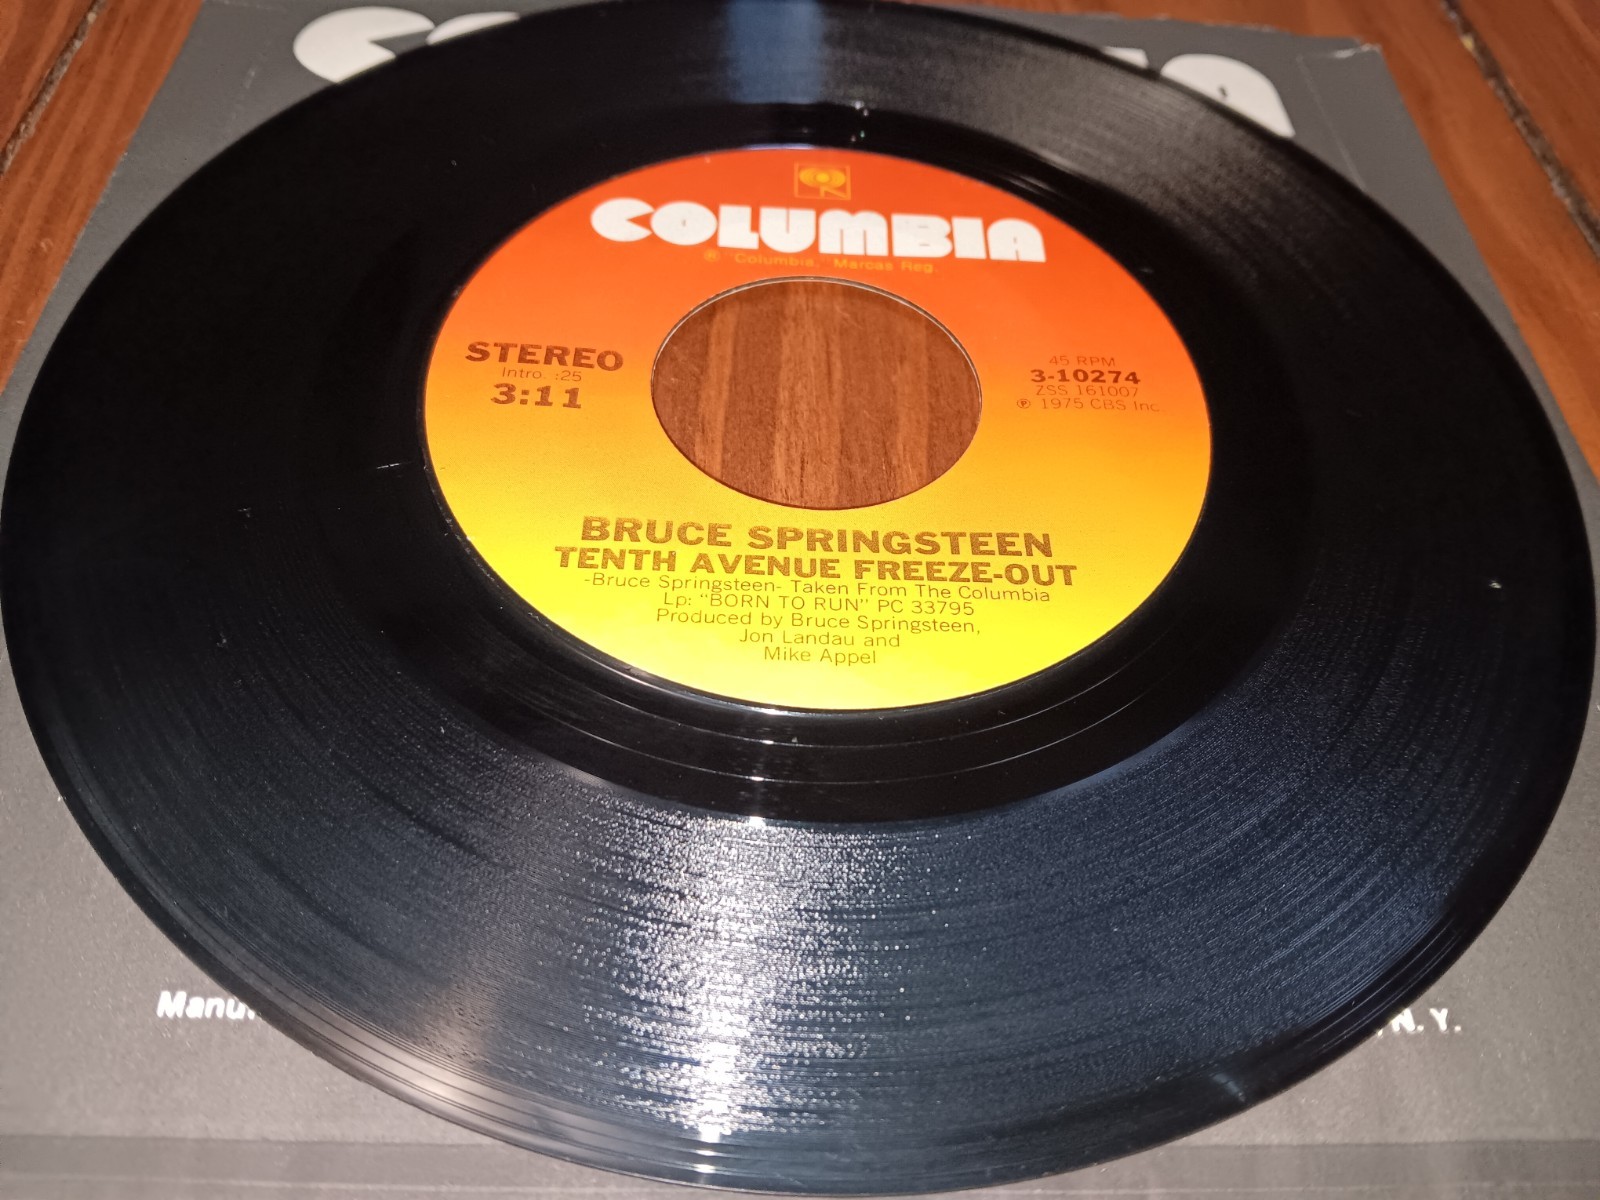 COLUMBIA
® "Columbia," Marcas Reg.
STEREO
Intro. :25
3:11
45 RPM
3-10274
ZSS 161007
℗ 1975 CBS Inc
BRUCE SPRINGSTEEN
TENTH AVENUE FREEZE-OUT
-Bruce Springsteen- Taken From The Columbia
Lp: "BORN TO RUN" PC 33795
Produced by Bruce Springsteen,
Jon Landau and
Mike Appel
N.Y.